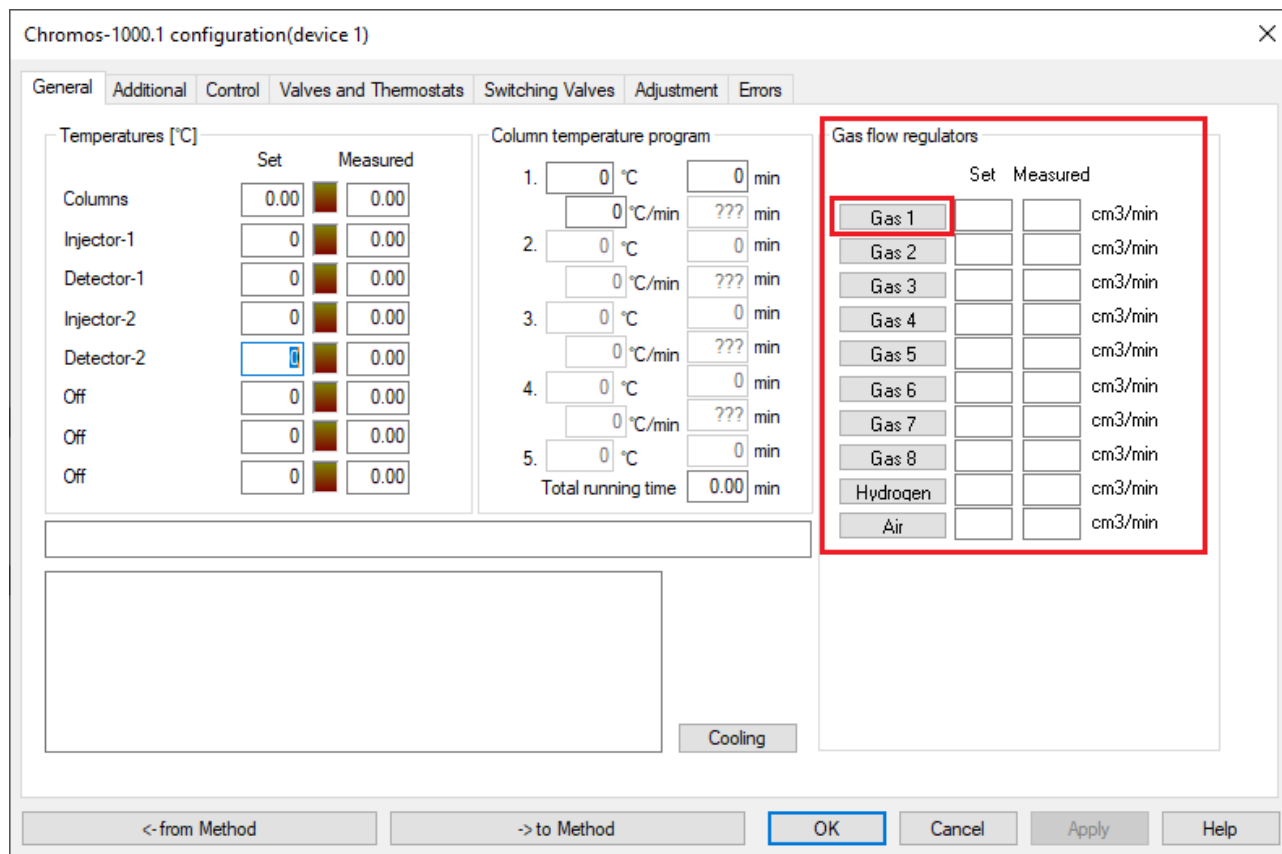 Chromos-1000.1 configuration(device 1)
General Additional Control Valves and Thermostats Switching Valves Adjustment Errors
Temperatures [°C]
Set Measured
Columns 0.00 0.00
Injector-1 0 0.00
Detector-1 0 0.00
Injector-2 0 0.00
Detector-2 0 0.00
Off 0 0.00
Off 0 0.00
Off 0 0.00
Column temperature program
1. 0 °C 0 min
0 °C/min ??? min
2. 0 °C 0 min
0 °C/min ??? min
3. 0 °C 0 min
0 °C/min ??? min
4. 0 °C 0 min
0 °C/min ??? min
5. 0 °C 0 min
Total running time 0.00 min
Gas flow regulators
Set Measured
Gas 1 cm3/min
Gas 2 cm3/min
Gas 3 cm3/min
Gas 4 cm3/min
Gas 5 cm3/min
Gas 6 cm3/min
Gas 7 cm3/min
Gas 8 cm3/min
Hydrogen cm3/min
Air cm3/min
Cooling
<-from Method -> to Method OK Cancel Apply Help